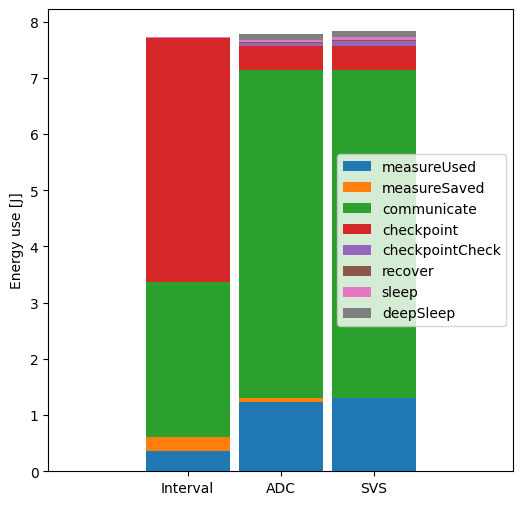 8
7
6
5
4
3
2
1
0
Energy use [J]
measureUsed
measureSaved
communicate
checkpoint
checkpointCheck
recover
sleep
deepSleep
Interval ADC SVS